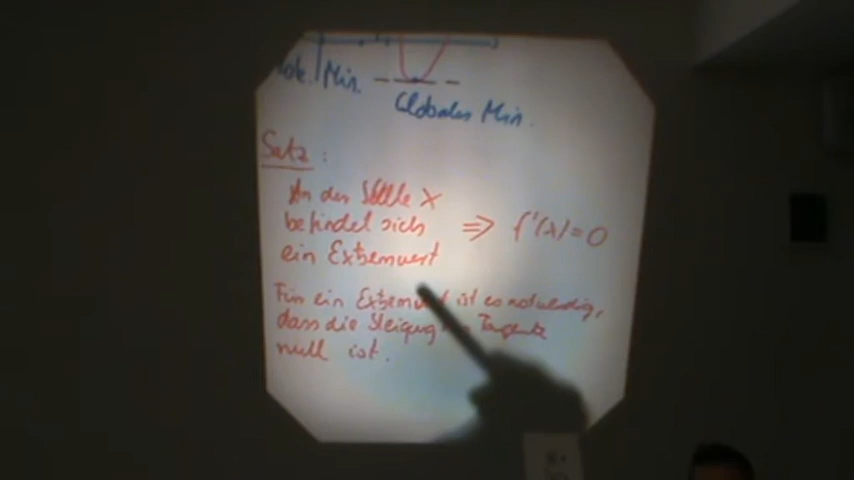 Min.
Globales Min.
Satz:
An der Stelle x
befindet sich ⇒ f'(x)=0
ein Extremwert
Für ein Extremwert ist es notwendig,
dass die Steigung der Tangente
null ist.